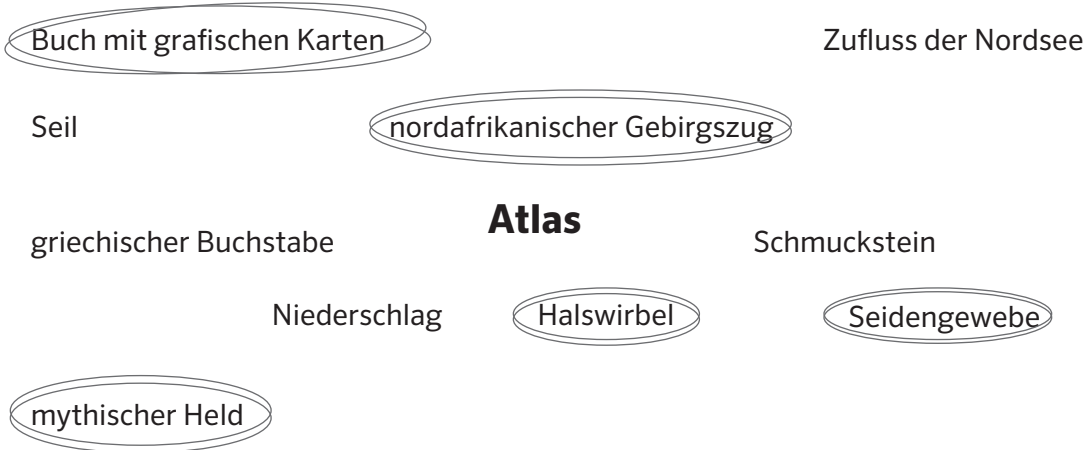 Buch mit grafischen Karten
Zufluss der Nordsee
Seil
nordafrikanischer Gebirgszug
Atlas
griechischer Buchstabe
Schmuckstein
Niederschlag
Halswirbel
Seidengewebe
mythischer Held